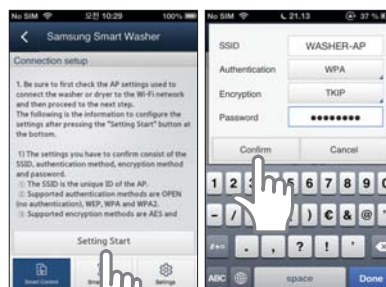 No SIM 오전 10:29 100%
Samsung Smart Washer
Connection setup
1. Be sure to first check the AP settings used to
connect the washer or dryer to the Wi-Fi network
and then proceed to the next step.
The following is the information to configure the
settings after pressing the "Setting Start" button at
the bottom.
1) The settings you have to confirm consist of the
SSID, authentication method, encryption method
and password.
① The SSID is the unique ID of the AP.
② Supported authentication methods are OPEN
(no authentication), WEP, WPA and WPA2.
③ Supported encryption methods are AES and
Setting Start
Smart Control
Settings
No SIM 21.13 37 %
SSID WASHER-AP
Authentication WPA
Encryption TKIP
Password ●●●●●●●●
Confirm Cancel
1 2 3 5 6 7 8 9 0
- / ) € & @
#+= . , ? ! '
ABC space Done